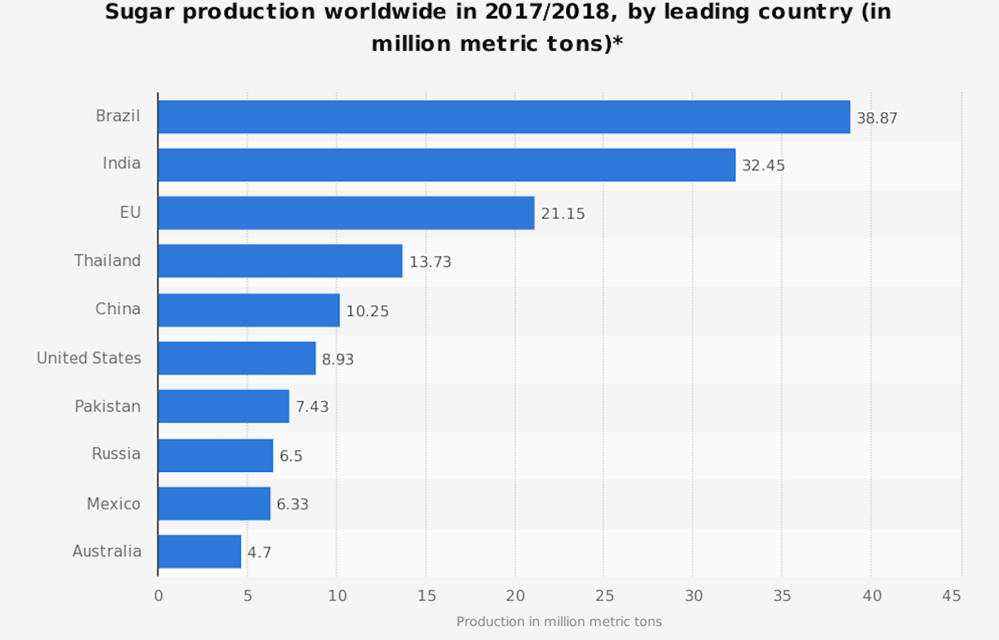 Sugar production worldwide in 2017/2018, by leading country (in
million metric tons)*
Brazil 38.87
India 32.45
EU 21.15
Thailand 13.73
China 10.25
United States 8.93
Pakistan 7.43
Russia 6.5
Mexico 6.33
Australia 4.7
0 5 10 15 20 25 30 35 40 45
Production in million metric tons